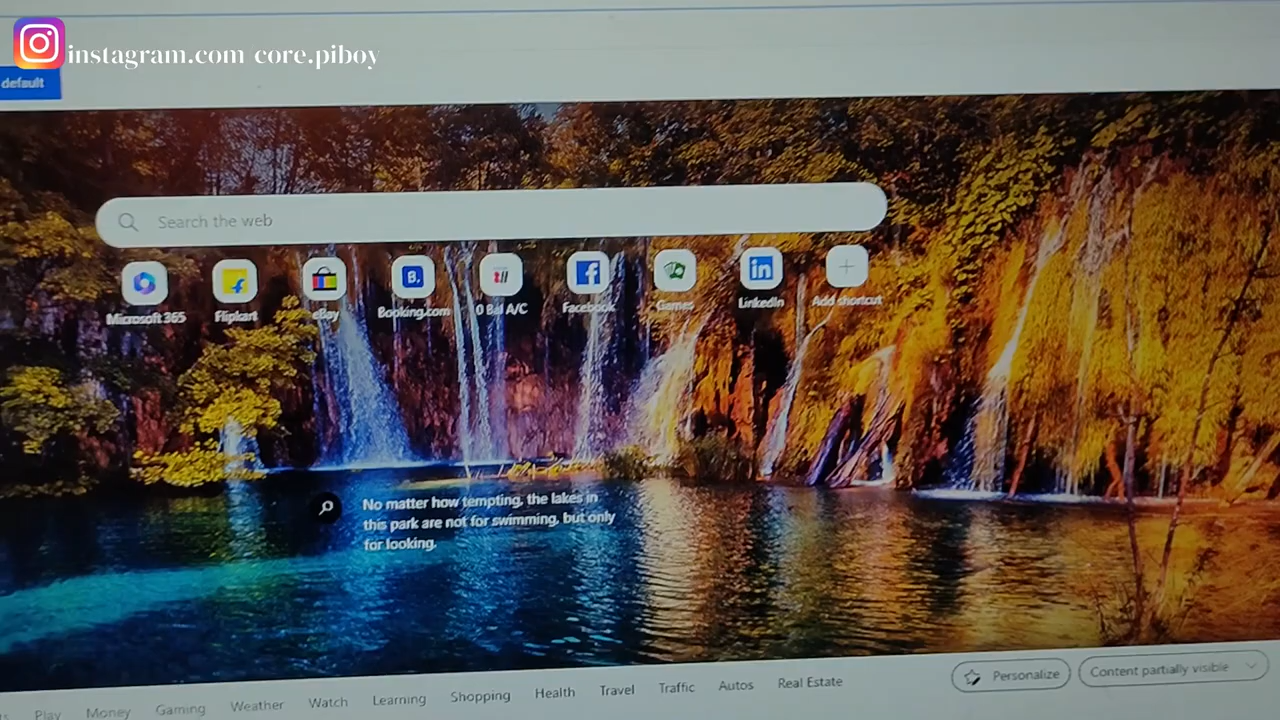 instagram.com core.piboy
default
Search the web
Microsoft 365
Flipkart
eBay
Booking.com
0 Bal A/C
Facebook
Games
LinkedIn
Add shortcut
No matter how tempting, the lakes in
this park are not for swimming, but only
for looking.
Personalize
Content partially visible
Play Money Gaming Weather Watch Learning Shopping Health Travel Traffic Autos Real Estate